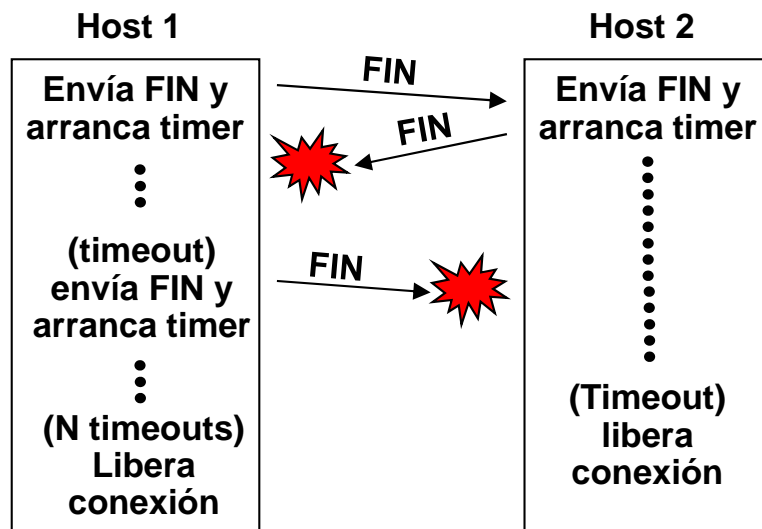 Host 1
Host 2
Envía FIN y
arranca timer
(timeout)
envía FIN y
arranca timer
(N timeouts)
Libera
conexión
FIN
FIN
FIN
Envía FIN y
arranca timer
(Timeout)
libera
conexión